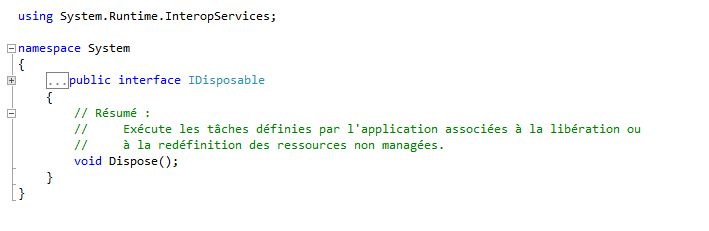 using System.Runtime.InteropServices;
namespace System
{
...public interface IDisposable
{
// Résumé :
// Exécute les tâches définies par l'application associées à la libération ou
// à la redéfinition des ressources non managées.
void Dispose();
}
}